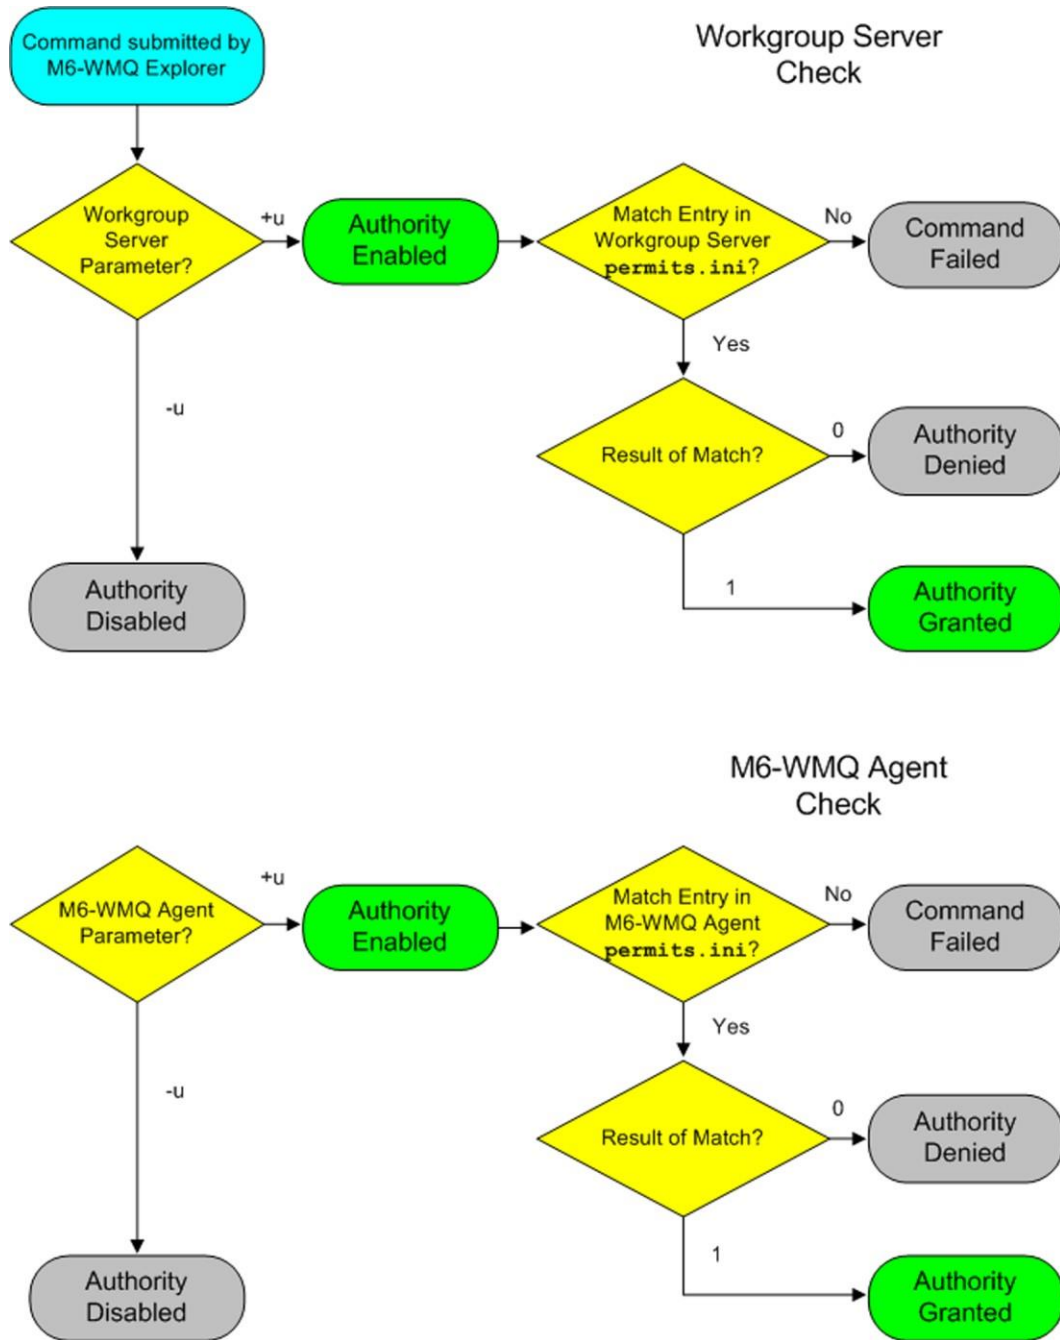 Command submitted by
M6-WMQ Explorer
Workgroup Server
Check
Workgroup
Server
Parameter?
+u
Authority
Enabled
Match Entry in
Workgroup Server
permits.ini?
No
Command
Failed
Yes
-u
Result of Match?
0
Authority
Denied
1
Authority
Granted
Authority
Disabled
M6-WMQ Agent
Check
M6-WMQ Agent
Parameter?
+u
Authority
Enabled
Match Entry in
M6-WMQ Agent
permits.ini?
No
Command
Failed
Yes
-u
Result of Match?
0
Authority
Denied
1
Authority
Granted
Authority
Disabled